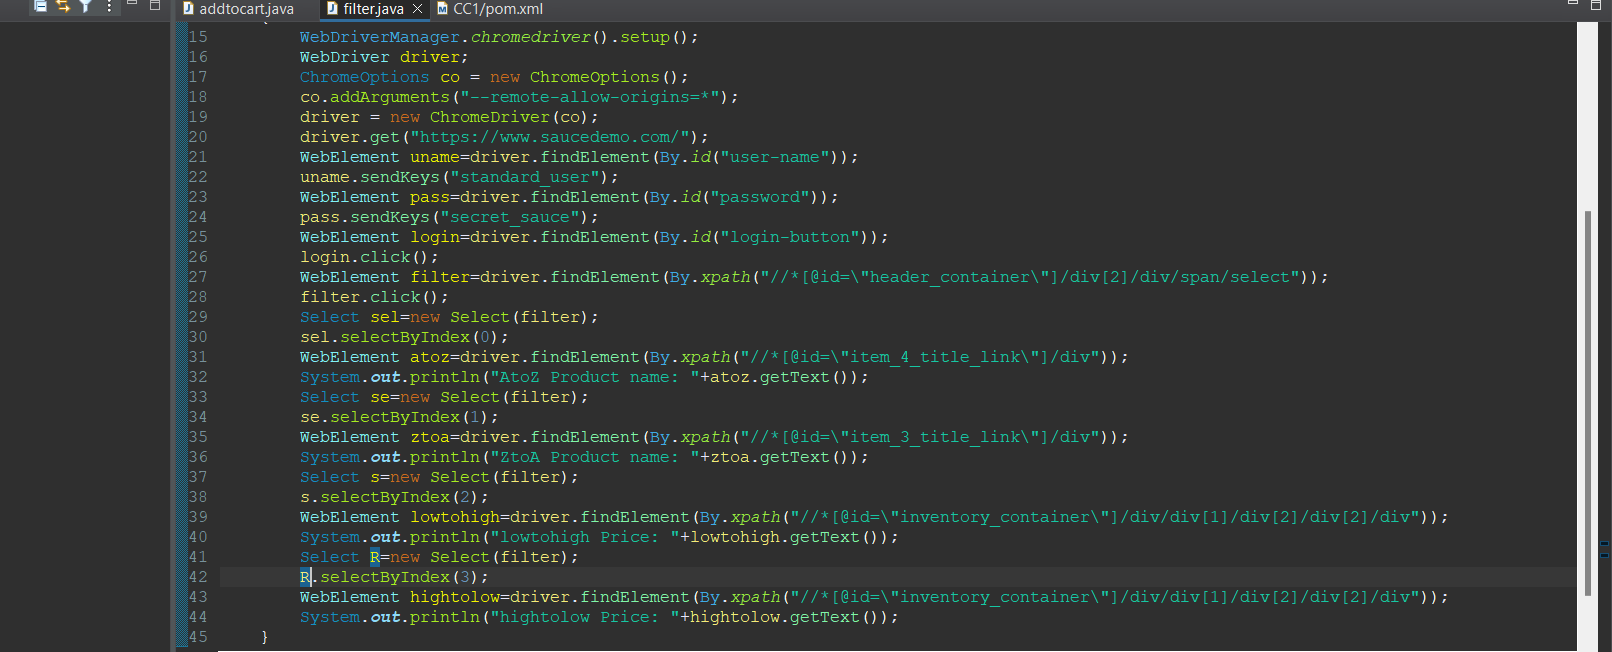 addtocart.java filter.java CC1/pom.xml
15 WebDriverManager.chromedriver().setup();
16 WebDriver driver;
17 ChromeOptions co = new ChromeOptions();
18 co.addArguments("--remote-allow-origins=*");
19 driver = new ChromeDriver(co);
20 driver.get("https://www.saucedemo.com/");
21 WebElement uname=driver.findElement(By.id("user-name"));
22 uname.sendKeys("standard_user");
23 WebElement pass=driver.findElement(By.id("password"));
24 pass.sendKeys("secret_sauce");
25 WebElement login=driver.findElement(By.id("login-button"));
26 login.click();
27 WebElement filter=driver.findElement(By.xpath("//*[@id=\"header_container\"]/div[2]/div/span/select"));
28 filter.click();
29 Select sel=new Select(filter);
30 sel.selectByIndex(0);
31 WebElement atoz=driver.findElement(By.xpath("//*[@id=\"item_4_title_link\"]/div"));
32 System.out.println("AtoZ Product name: "+atoz.getText());
33 Select se=new Select(filter);
34 se.selectByIndex(1);
35 WebElement ztoa=driver.findElement(By.xpath("//*[@id=\"item_3_title_link\"]/div"));
36 System.out.println("ZtoA Product name: "+ztoa.getText());
37 Select s=new Select(filter);
38 s.selectByIndex(2);
39 WebElement lowtohigh=driver.findElement(By.xpath("//*[@id=\"inventory_container\"]/div/div[1]/div[2]/div[2]/div"));
40 System.out.println("lowtohigh Price: "+lowtohigh.getText());
41 Select R=new Select(filter);
42 R.selectByIndex(3);
43 WebElement hightolow=driver.findElement(By.xpath("//*[@id=\"inventory_container\"]/div/div[1]/div[2]/div[2]/div"));
44 System.out.println("hightolow Price: "+hightolow.getText());
45 }